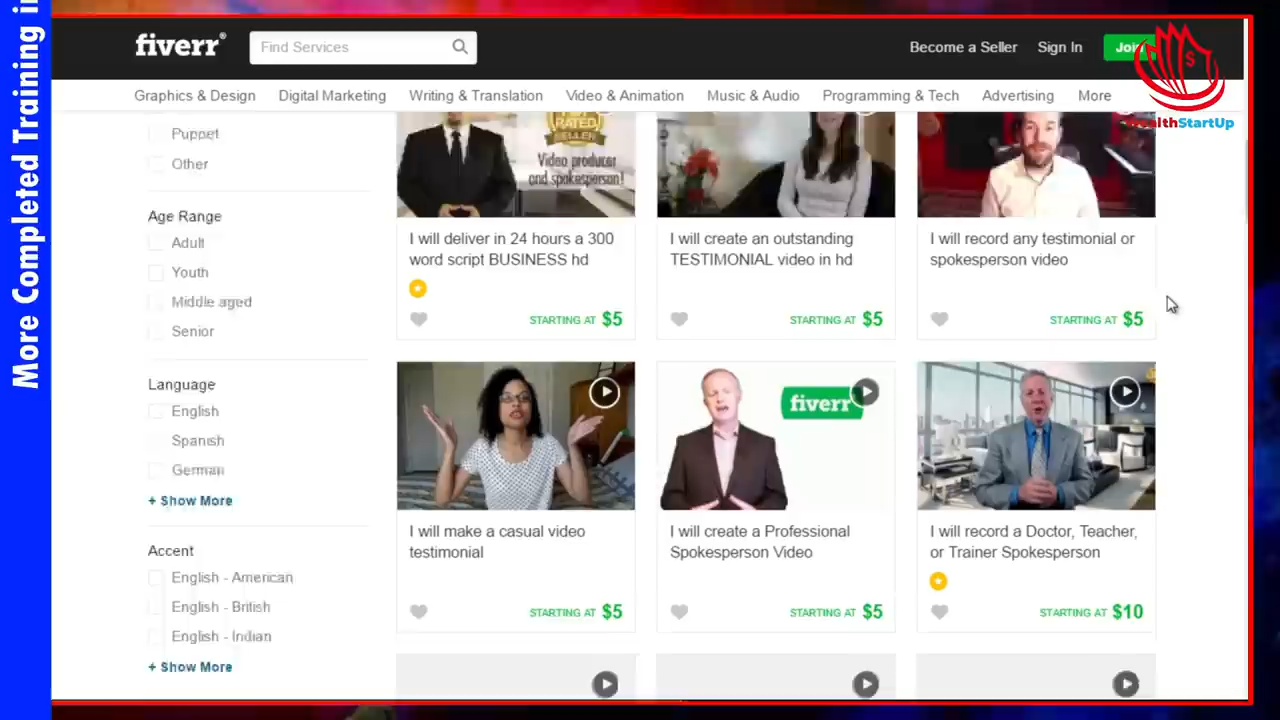 More Completed Training in
fiverr®
Find Services
Become a Seller
Sign In
Join
WealthStartUp
$
Graphics & Design
Digital Marketing
Writing & Translation
Video & Animation
Music & Audio
Programming & Tech
Advertising
More
Puppet
Other
Age Range
Adult
Youth
Middle aged
Senior
Language
English
Spanish
German
+ Show More
Accent
English - American
English - British
English - Indian
+ Show More
RATED
SELLER
Video producer
and spokesperson!
I will deliver in 24 hours a 300
word script BUSINESS hd
STARTING AT $5
I will create an outstanding
TESTIMONIAL video in hd
STARTING AT $5
I will record any testimonial or
spokesperson video
STARTING AT $5
I will make a casual video
testimonial
STARTING AT $5
fiverr
I will create a Professional
Spokesperson Video
STARTING AT $5
I will record a Doctor, Teacher,
or Trainer Spokesperson
STARTING AT $10